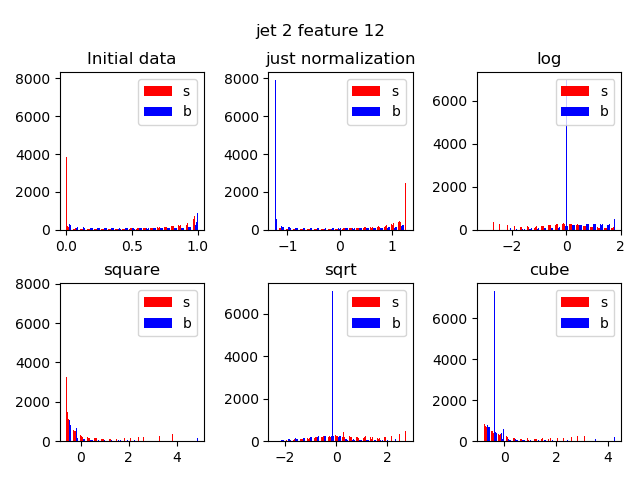 jet 2 feature 12
Initial data
just normalization
log
8000
6000
4000
2000
0
0.0 0.5 1.0
s
b
8000
6000
4000
2000
0
−1 0 1
s
b
6000
4000
2000
0
−2 0 2
s
b
square
sqrt
cube
8000
6000
4000
2000
0
0 2 4
s
b
6000
4000
2000
0
−2 0 2
s
b
6000
4000
2000
0
0 2 4
s
b